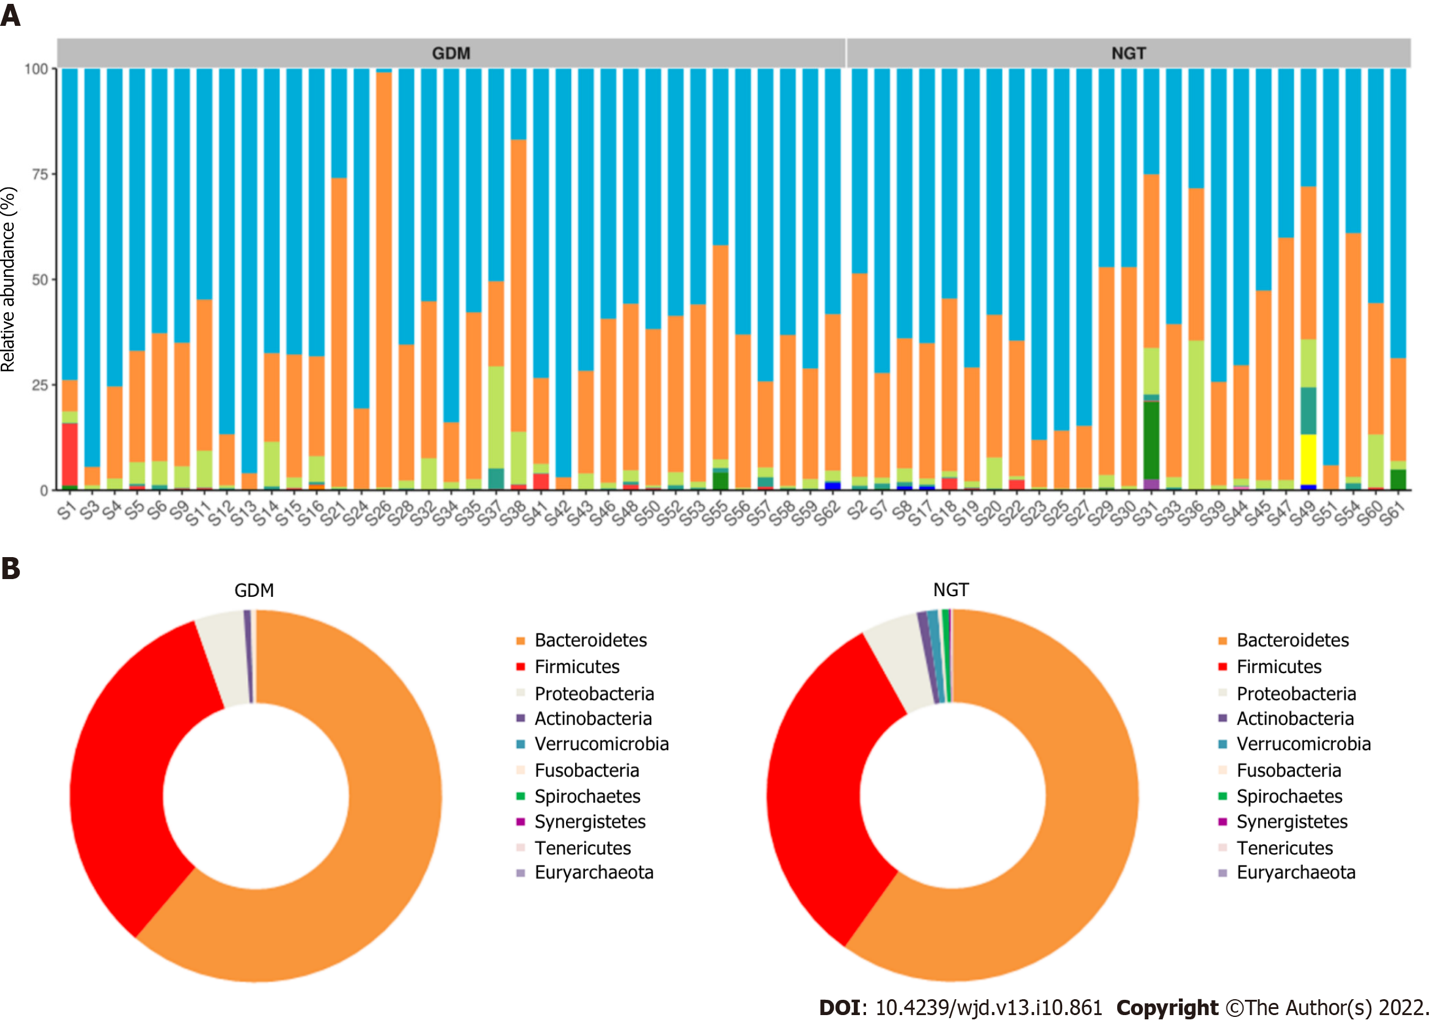 A
GDM NGT
Relative abundance (%)
100
75
50
25
0
S1 S3 S4 S5 S6 S9 S11 S12 S13 S14 S15 S16 S21 S24 S26 S28 S32 S34 S35 S37 S38 S41 S42 S43 S46 S48 S50 S52 S53 S55 S56 S57 S58 S59 S62 S2 S7 S8 S17 S18 S19 S20 S22 S23 S25 S27 S29 S30 S31 S33 S36 S39 S44 S45 S47 S49 S51 S54 S60 S61
B
GDM
Bacteroidetes
Firmicutes
Proteobacteria
Actinobacteria
Verrucomicrobia
Fusobacteria
Spirochaetes
Synergistetes
Tenericutes
Euryarchaeota
NGT
Bacteroidetes
Firmicutes
Proteobacteria
Actinobacteria
Verrucomicrobia
Fusobacteria
Spirochaetes
Synergistetes
Tenericutes
Euryarchaeota
DOI: 10.4239/wjd.v13.i10.861 Copyright ©The Author(s) 2022.